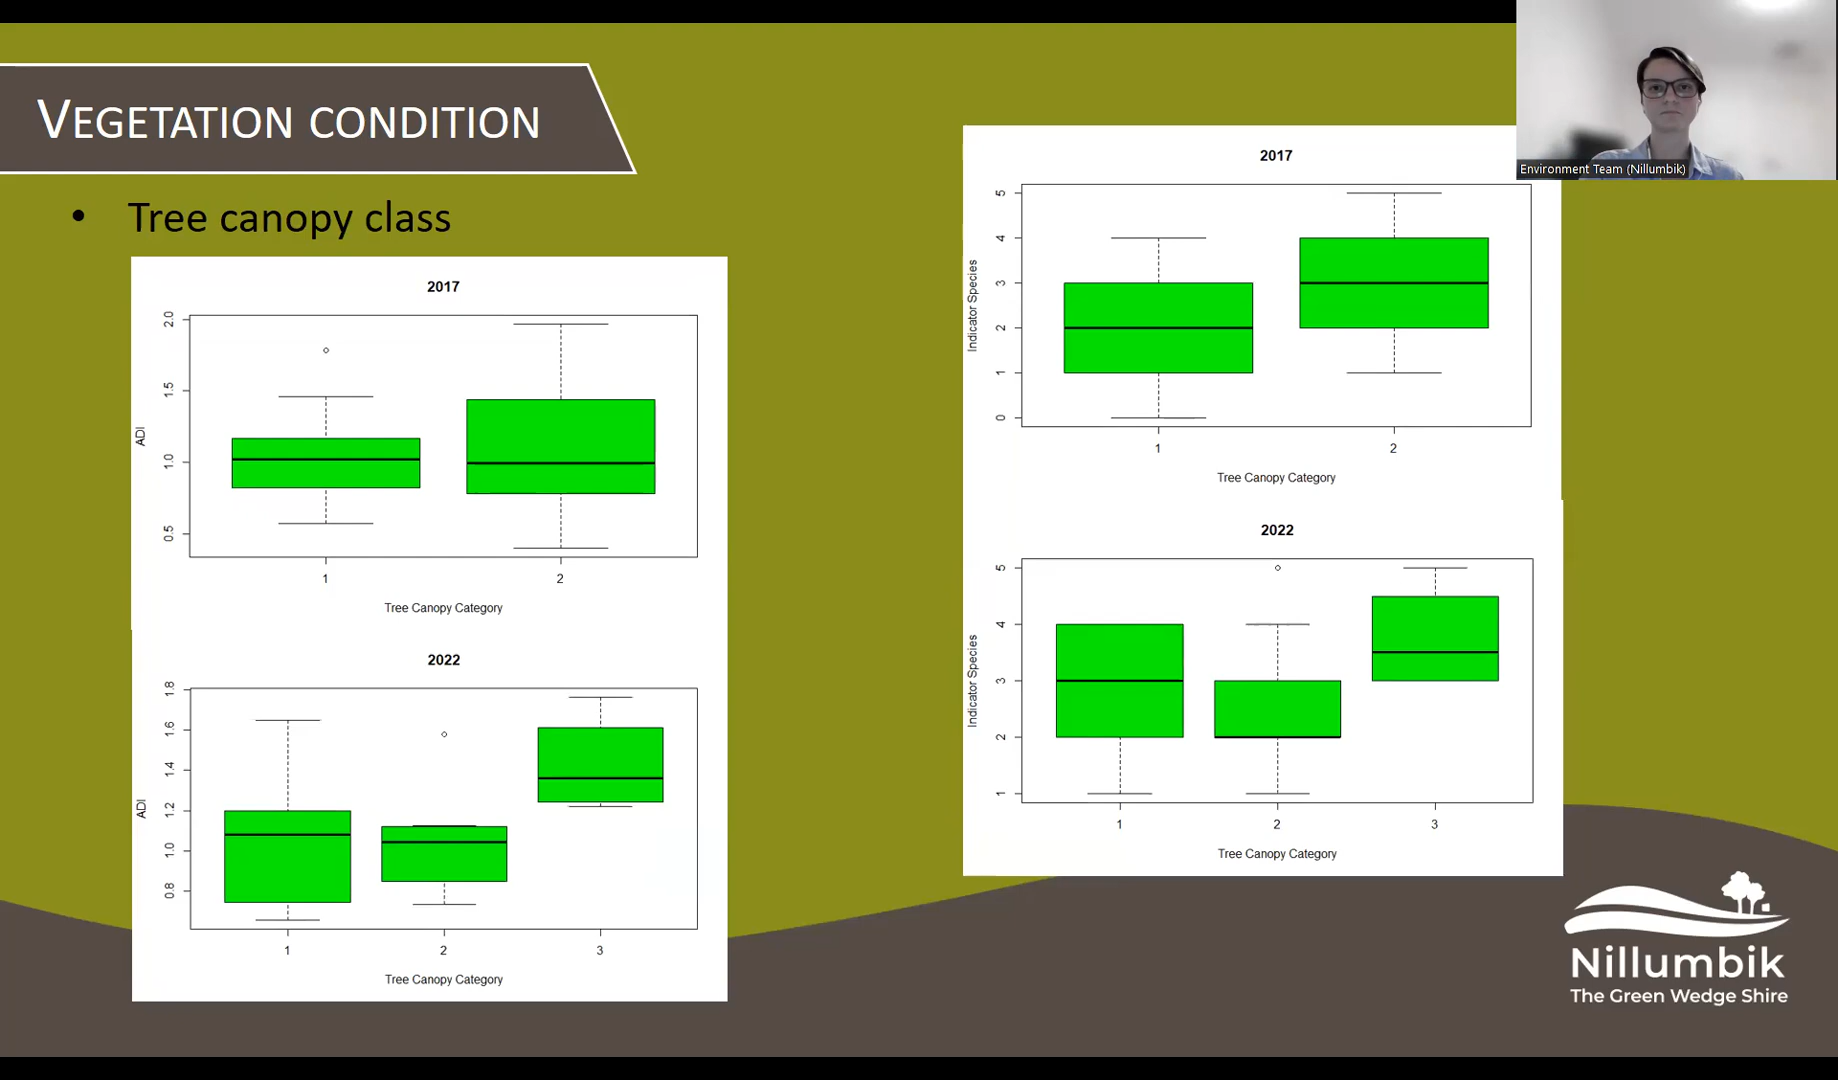 VEGETATION CONDITION
• Tree canopy class
2017
2.0
1.5
1.0
0.5
ADI
1 2
Tree Canopy Category
2022
1.8
1.6
1.4
1.2
1.0
0.8
ADI
1 2 3
Tree Canopy Category
2017
5
4
3
2
1
0
Indicator Species
1 2
Tree Canopy Category
2022
5
4
3
2
1
Indicator Species
1 2 3
Tree Canopy Category
Environment Team (Nillumbik)
Nillumbik
The Green Wedge Shire